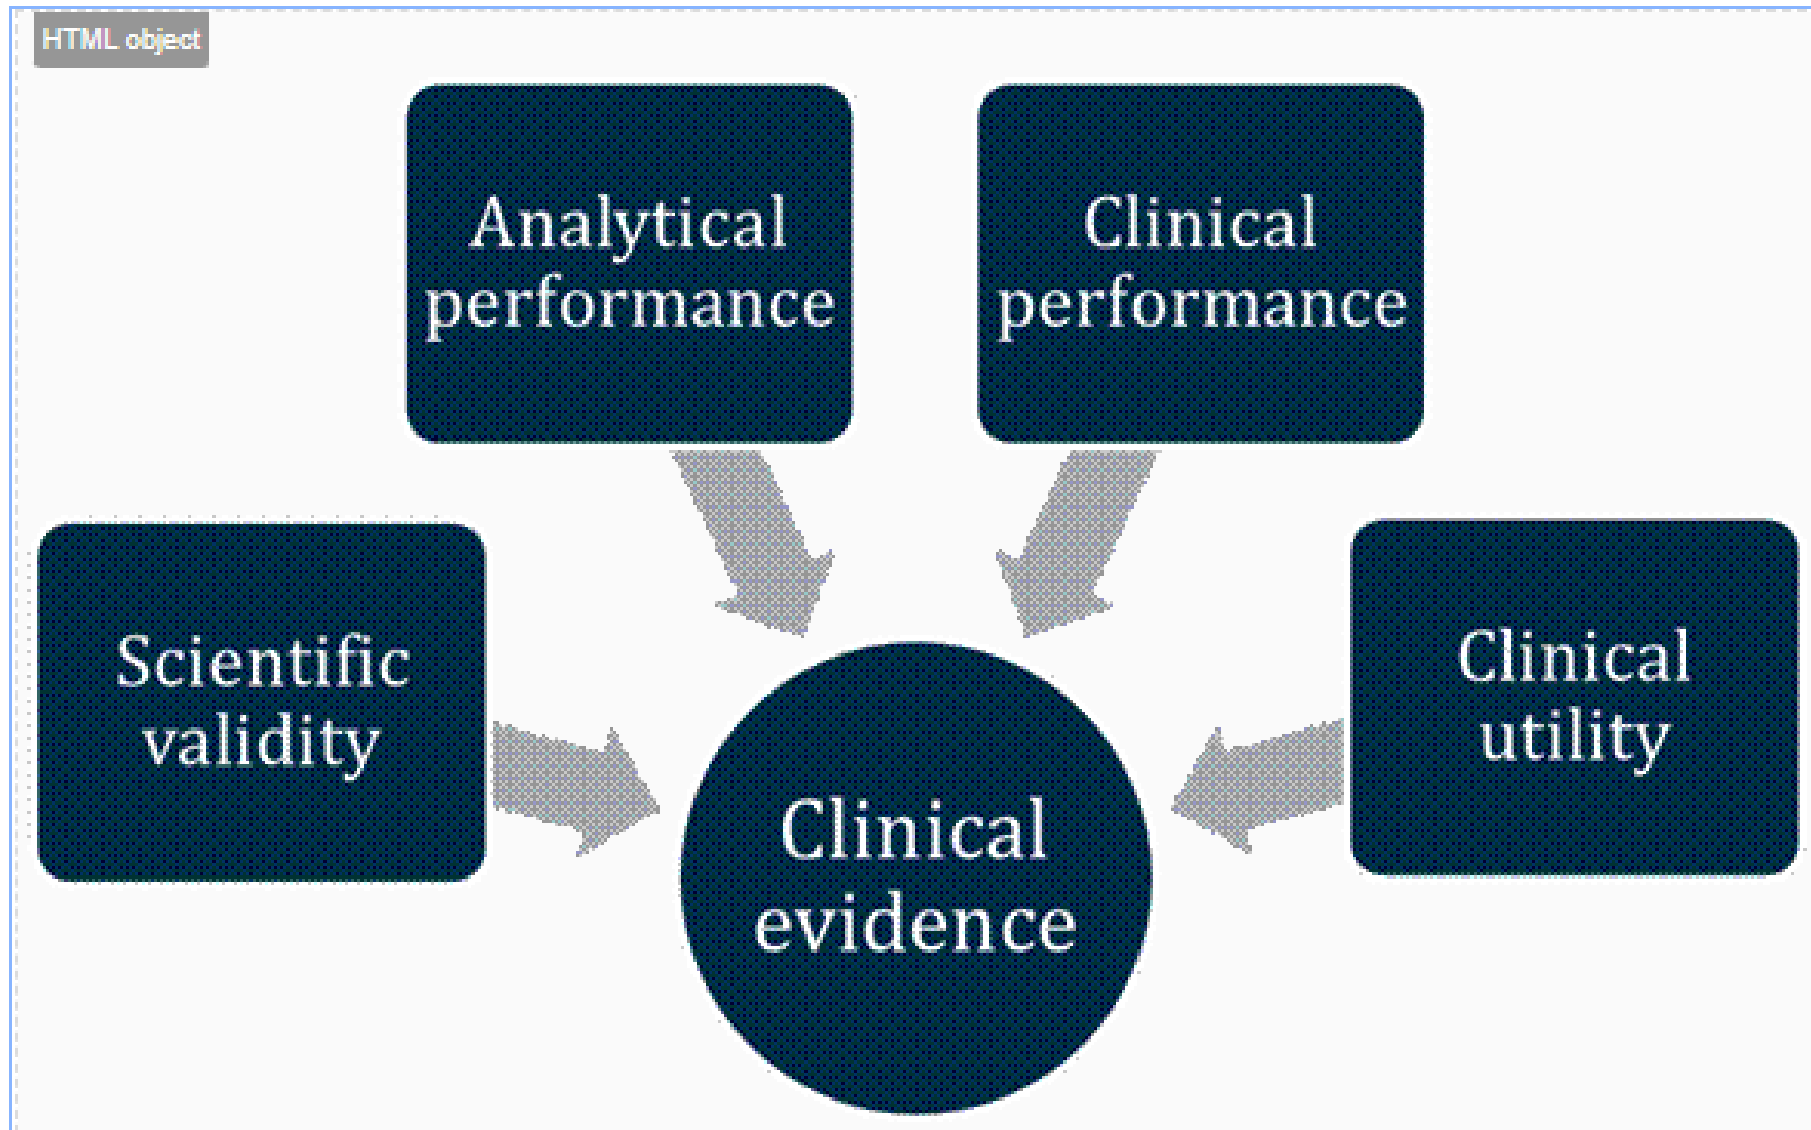 HTML object
Analytical
performance
Clinical
performance
Scientific
validity
Clinical
utility
Clinical
evidence